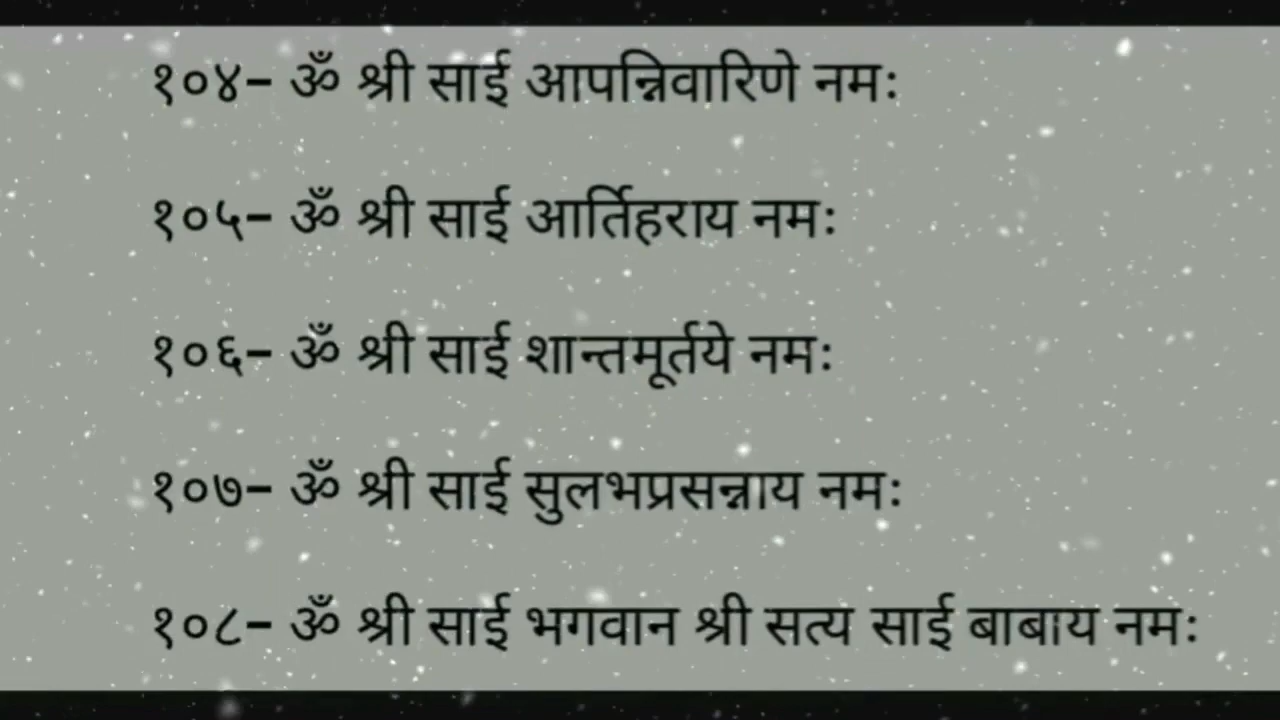 १०४– ॐ श्री साई आपन्निवारिणे नमः
१०५– ॐ श्री साई आर्तिहराय नमः
१०६– ॐ श्री साई शान्तमूर्तये नमः
१०७– ॐ श्री साई सुलभप्रसन्नाय नमः
१०८– ॐ श्री साई भगवान श्री सत्य साई बाबाय नमः